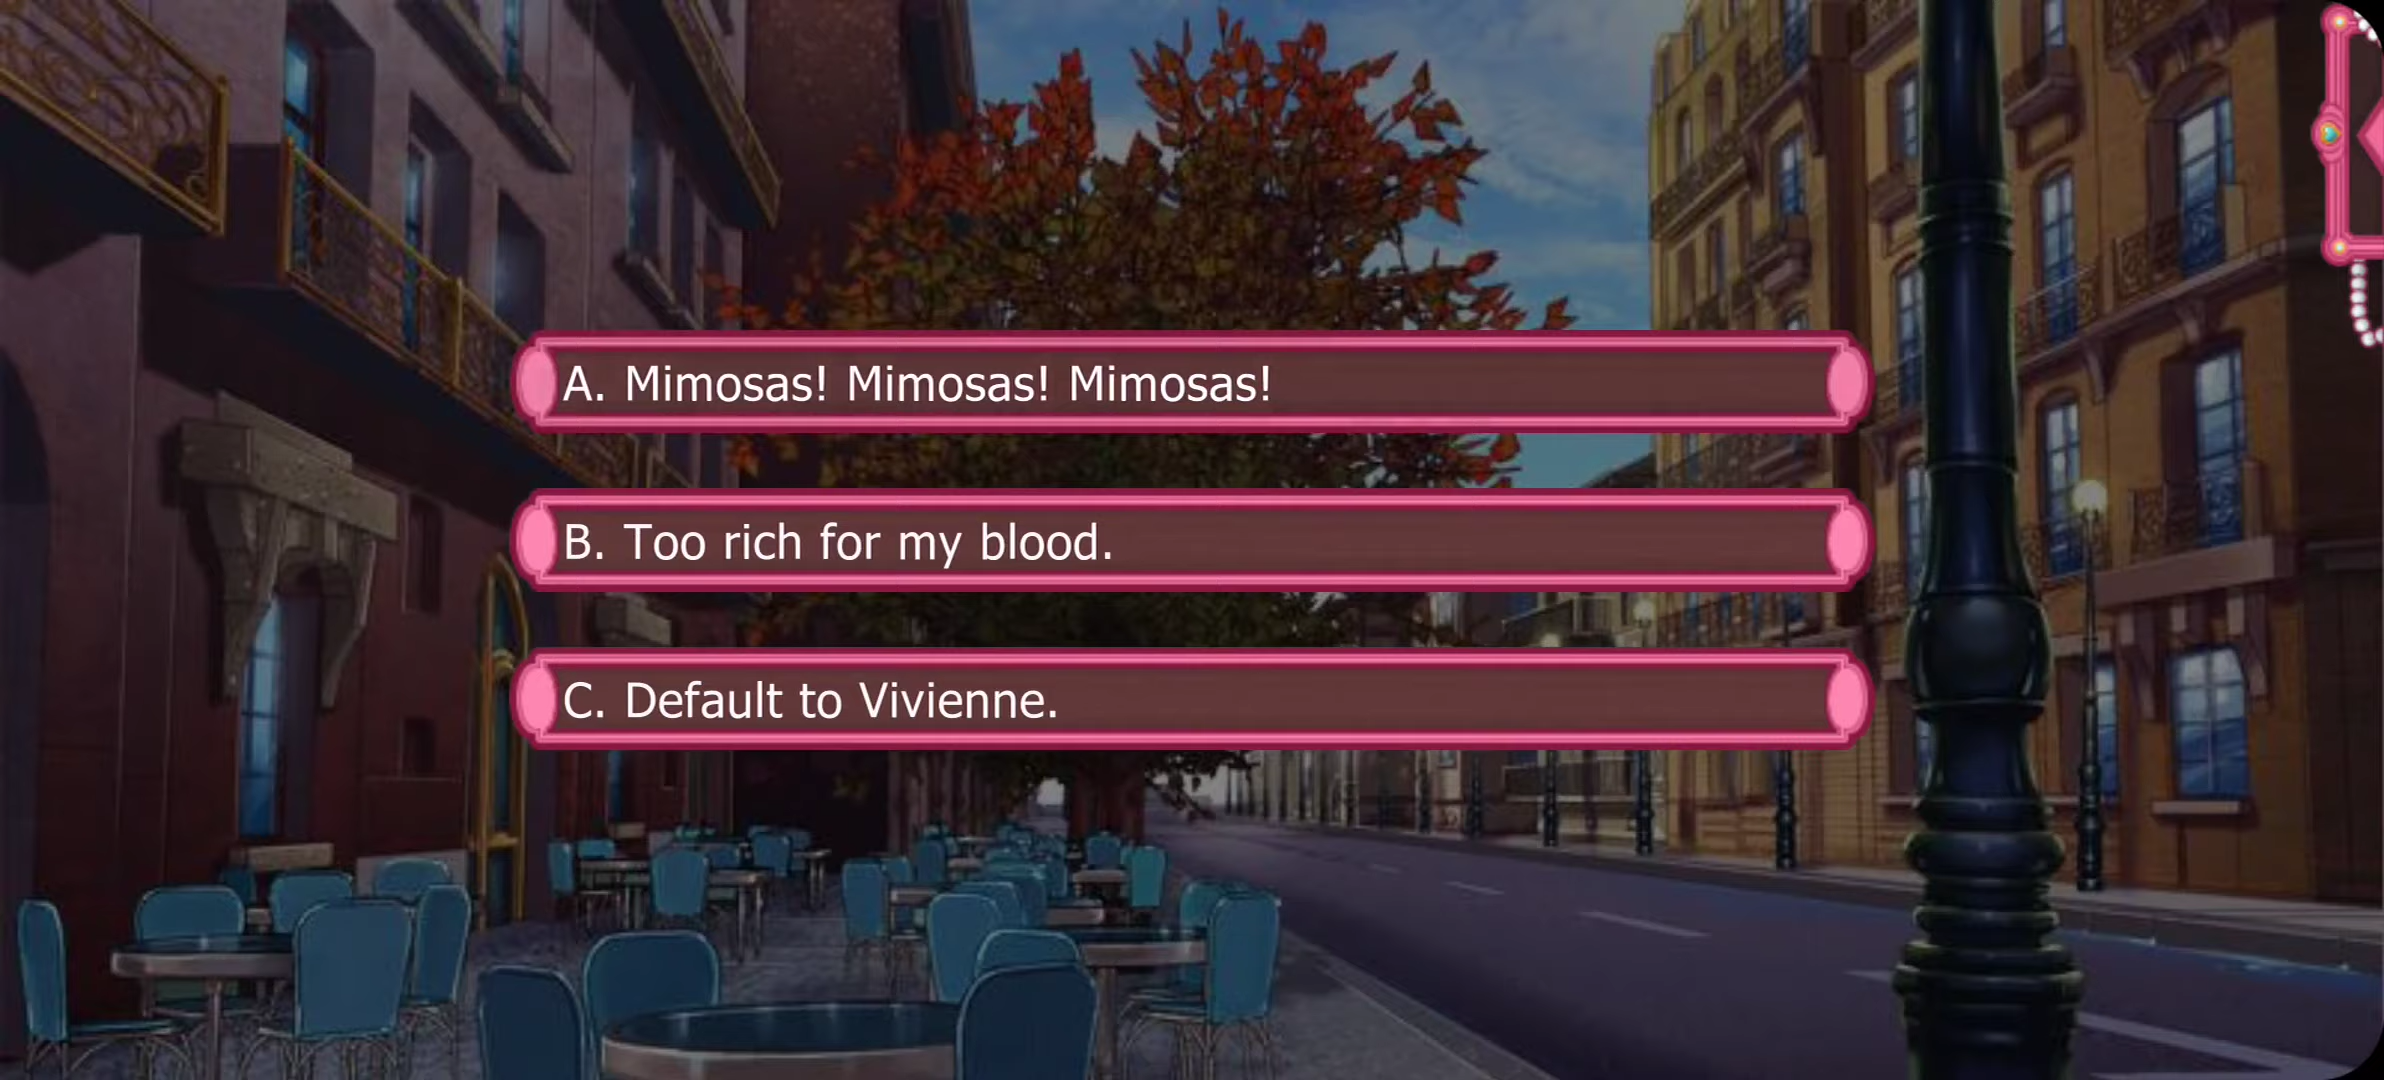 A. Mimosas! Mimosas! Mimosas!
B. Too rich for my blood.
C. Default to Vivienne.